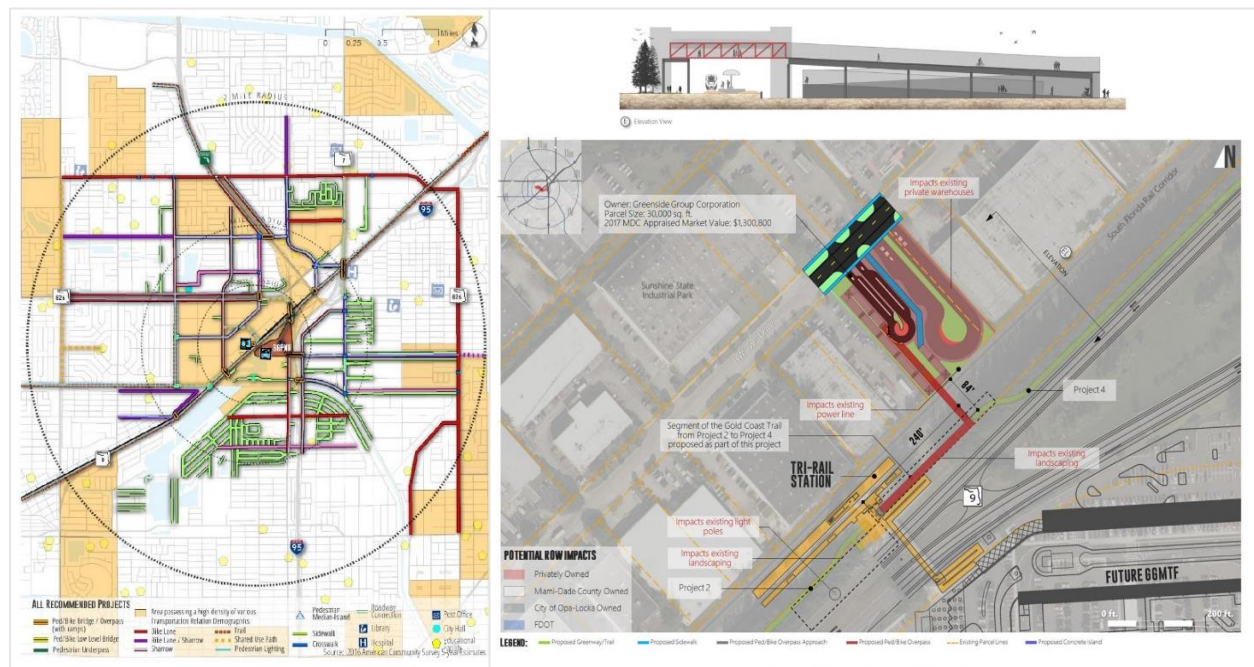 Miles
0 0.25 0.5 1
2 MILE RADIUS
7
95
826
826
GGMTF
9
95
ALL RECOMMENDED PROJECTS
Ped/Bike Bridge / Overpass
(with ramps)
Ped/Bike Low Level Bridge
Pedestrian Underpass
Area possessing a high density of various
Transportation Relation Demographics
Bike Lane
Bike Lane / Sharrow
Sharrow
Trail
Shared Use Path
Pedestrian Lighting
Pedestrian
Median-Island
Sidewalk
Crosswalk
Roadway
Connection
Library
Hospital
Post Office
City Hall
Educational
Source: 2016 American Community Survey 5-year Estimates
E Elevation View
N
Impacts existing
private warehouses
Owner: Greenside Group Corporation
Parcel Size: 30,000 sq. ft.
2017 MDC Appraised Market Value: $1,300,800
South Florida Rail Corridor
ELEVATION
Sunshine State
Industrial Park
84'
Project 4
Impacts existing
power line
240'
Segment of the Gold Coast Trail
from Project 2 to Project 4
proposed as part of this project
Impacts existing
landscaping
TRI-RAIL
STATION
9
Impacts existing light
poles
Impacts existing
landscaping
Project 2
FUTURE GGMTF
POTENTIAL ROW IMPACTS
Privately Owned
Miami-Dade County Owned
City of Opa-Locka Owned
FDOT
0 ft. 200 ft.
LEGEND: Proposed Greenway/Trail Proposed Sidewalk Proposed Ped/Bike Overpass Approach Proposed Ped/Bike Overpass Existing Parcel Lines Proposed Concrete Island